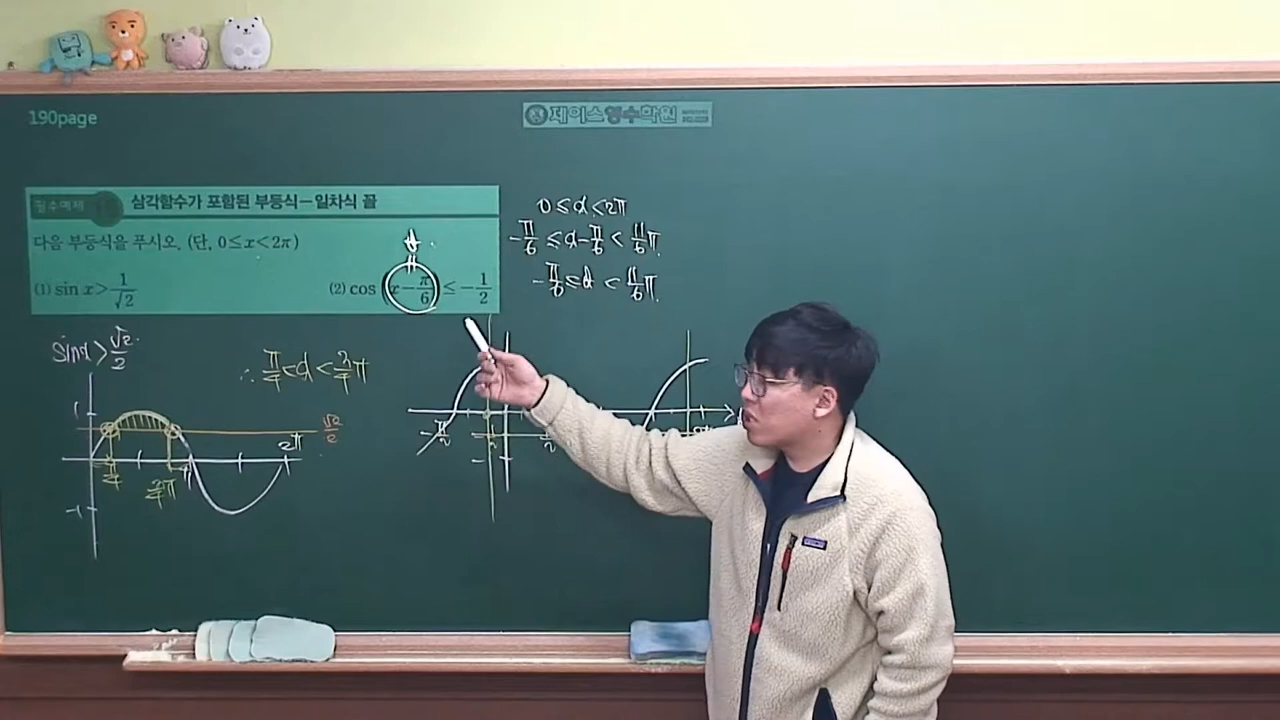 190page
제이스영수학원
필수예제
삼각함수가 포함된 부등식-일차식 꼴
다음 부등식을 푸시오. (단, 0≤x<2π)
(1) sin x > 1/√2
(2) cos (x-π/6) ≤ -1/2
t
0 ≤ x < 2π
-π/6 ≤ x-π/6 < 11/6π
-π/6 ≤ t < 11/6π
sin x > √2/2
∴ π/4 < x < 3/4π
1
√2/2
2π
π/4
3/4π
π
-1
-π/2
π/2